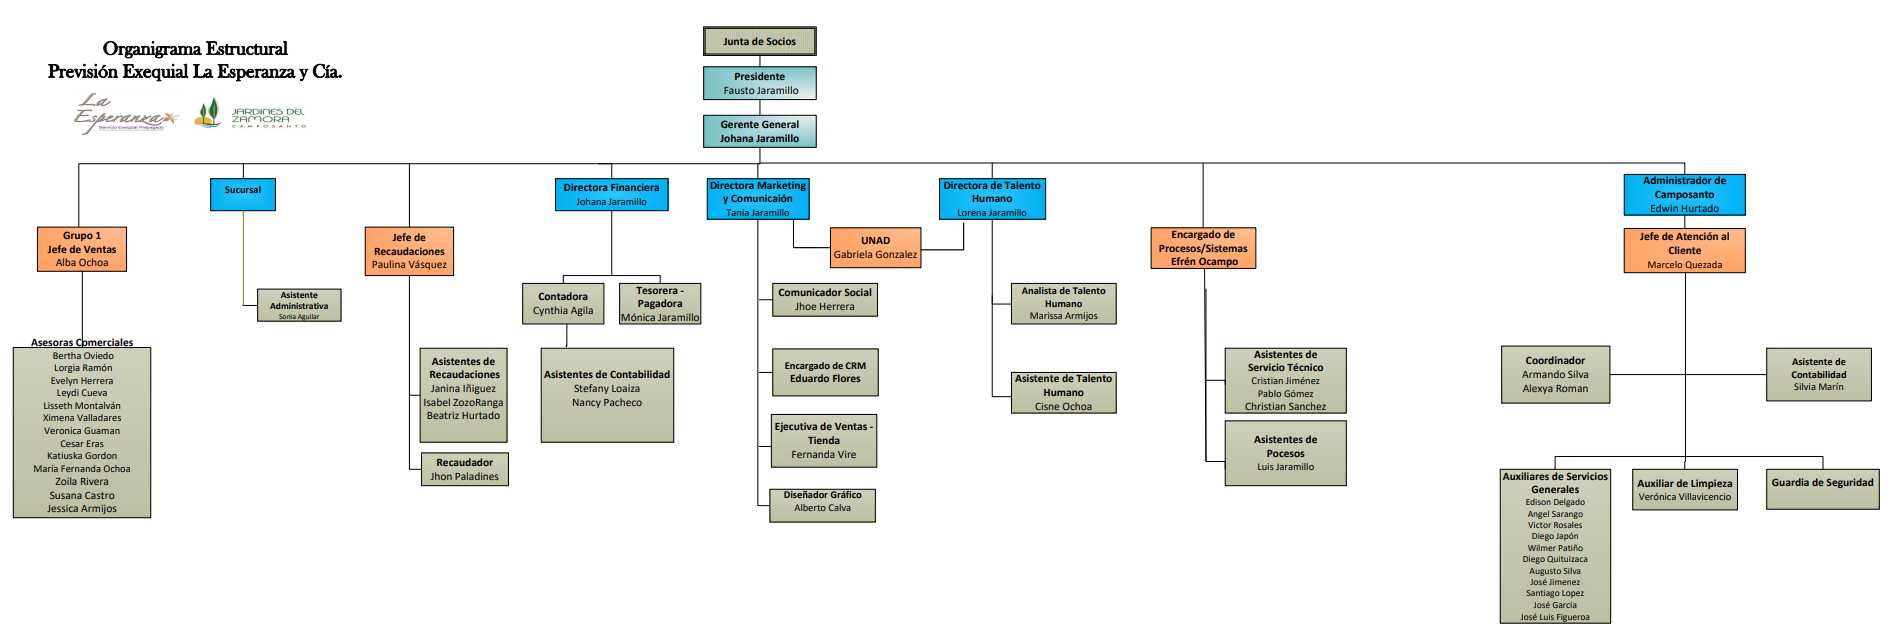 Organigrama Estructural
Previsión Exequial La Esperanza y Cía.
La
Esperanza
Servicio Exequial Prepagado
JARDINES DEL
ZAMORA
CAMPOSANTO
Junta de Socios
Presidente
Fausto Jaramillo
Gerente General
Johana Jaramillo
Grupo 1
Jefe de Ventas
Alba Ochoa
Asesoras Comerciales
Bertha Oviedo
Lorgia Ramón
Evelyn Herrera
Leydi Cueva
Lisseth Montalván
Ximena Valladares
Veronica Guaman
Cesar Eras
Katiuska Gordon
María Fernanda Ochoa
Zoila Rivera
Susana Castro
Jessica Armijos
Sucursal
Asistente
Administrativa
Sonia Aguilar
Jefe de
Recaudaciones
Paulina Vásquez
Asistentes de
Recaudaciones
Janina Iñiguez
Isabel ZozoRanga
Beatriz Hurtado
Recaudador
Jhon Paladines
Directora Financiera
Johana Jaramillo
Contadora
Cynthia Agila
Tesorera -
Pagadora
Mónica Jaramillo
Asistentes de Contabilidad
Stefany Loaiza
Nancy Pacheco
Directora Marketing
y Comunicaión
Tania Jaramillo
UNAD
Gabriela Gonzalez
Comunicador Social
Jhoe Herrera
Encargado de CRM
Eduardo Flores
Ejecutiva de Ventas -
Tienda
Fernanda Vire
Diseñador Gráfico
Alberto Calva
Directora de Talento
Humano
Lorena Jaramillo
Analista de Talento
Humano
Marissa Armijos
Asistente de Talento
Humano
Cisne Ochoa
Encargado de
Procesos/Sistemas
Efrén Ocampo
Asistentes de
Servicio Técnico
Cristian Jiménez
Pablo Gómez
Christian Sanchez
Asistentes de
Pocesos
Luis Jaramillo
Administrador de
Camposanto
Edwin Hurtado
Jefe de Atención al
Cliente
Marcelo Quezada
Coordinador
Armando Silva
Alexya Roman
Asistente de
Contabilidad
Silvia Marín
Auxiliares de Servicios
Generales
Edison Delgado
Angel Sarango
Victor Rosales
Diego Japón
Wilmer Patiño
Diego Quituizaca
Augusto Silva
José Jimenez
Santiago Lopez
José Garcia
José Luis Figueroa
Auxiliar de Limpieza
Verónica Villavicencio
Guardia de Seguridad